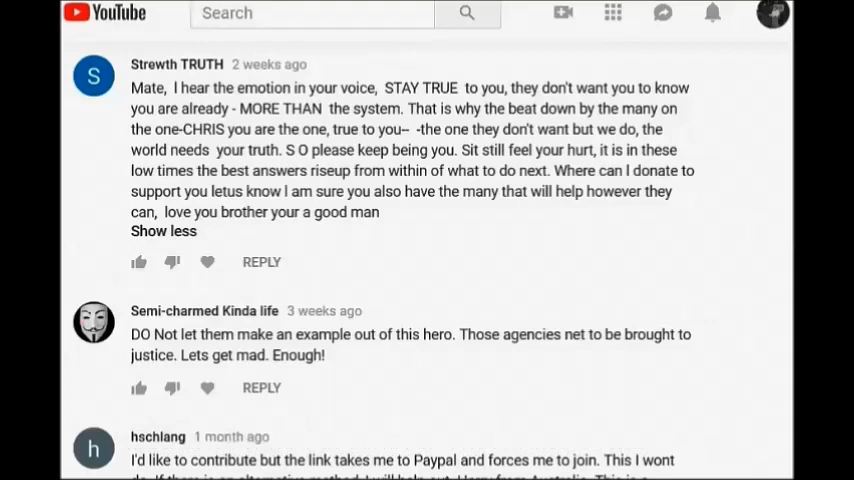 YouTube
Search
S
Strewth TRUTH 2 weeks ago
Mate, I hear the emotion in your voice, STAY TRUE to you, they don't want you to know
you are already - MORE THAN the system. That is why the beat down by the many on
the one-CHRIS you are the one, true to you-- -the one they don't want but we do, the
world needs your truth. S O please keep being you. Sit still feel your hurt, it is in these
low times the best answers riseup from within of what to do next. Where can I donate to
support you letus know I am sure you also have the many that will help however they
can, love you brother your a good man
Show less
REPLY
Semi-charmed Kinda life 3 weeks ago
DO Not let them make an example out of this hero. Those agencies net to be brought to
justice. Lets get mad. Enough!
REPLY
h
hschlang 1 month ago
I'd like to contribute but the link takes me to Paypal and forces me to join. This I wont